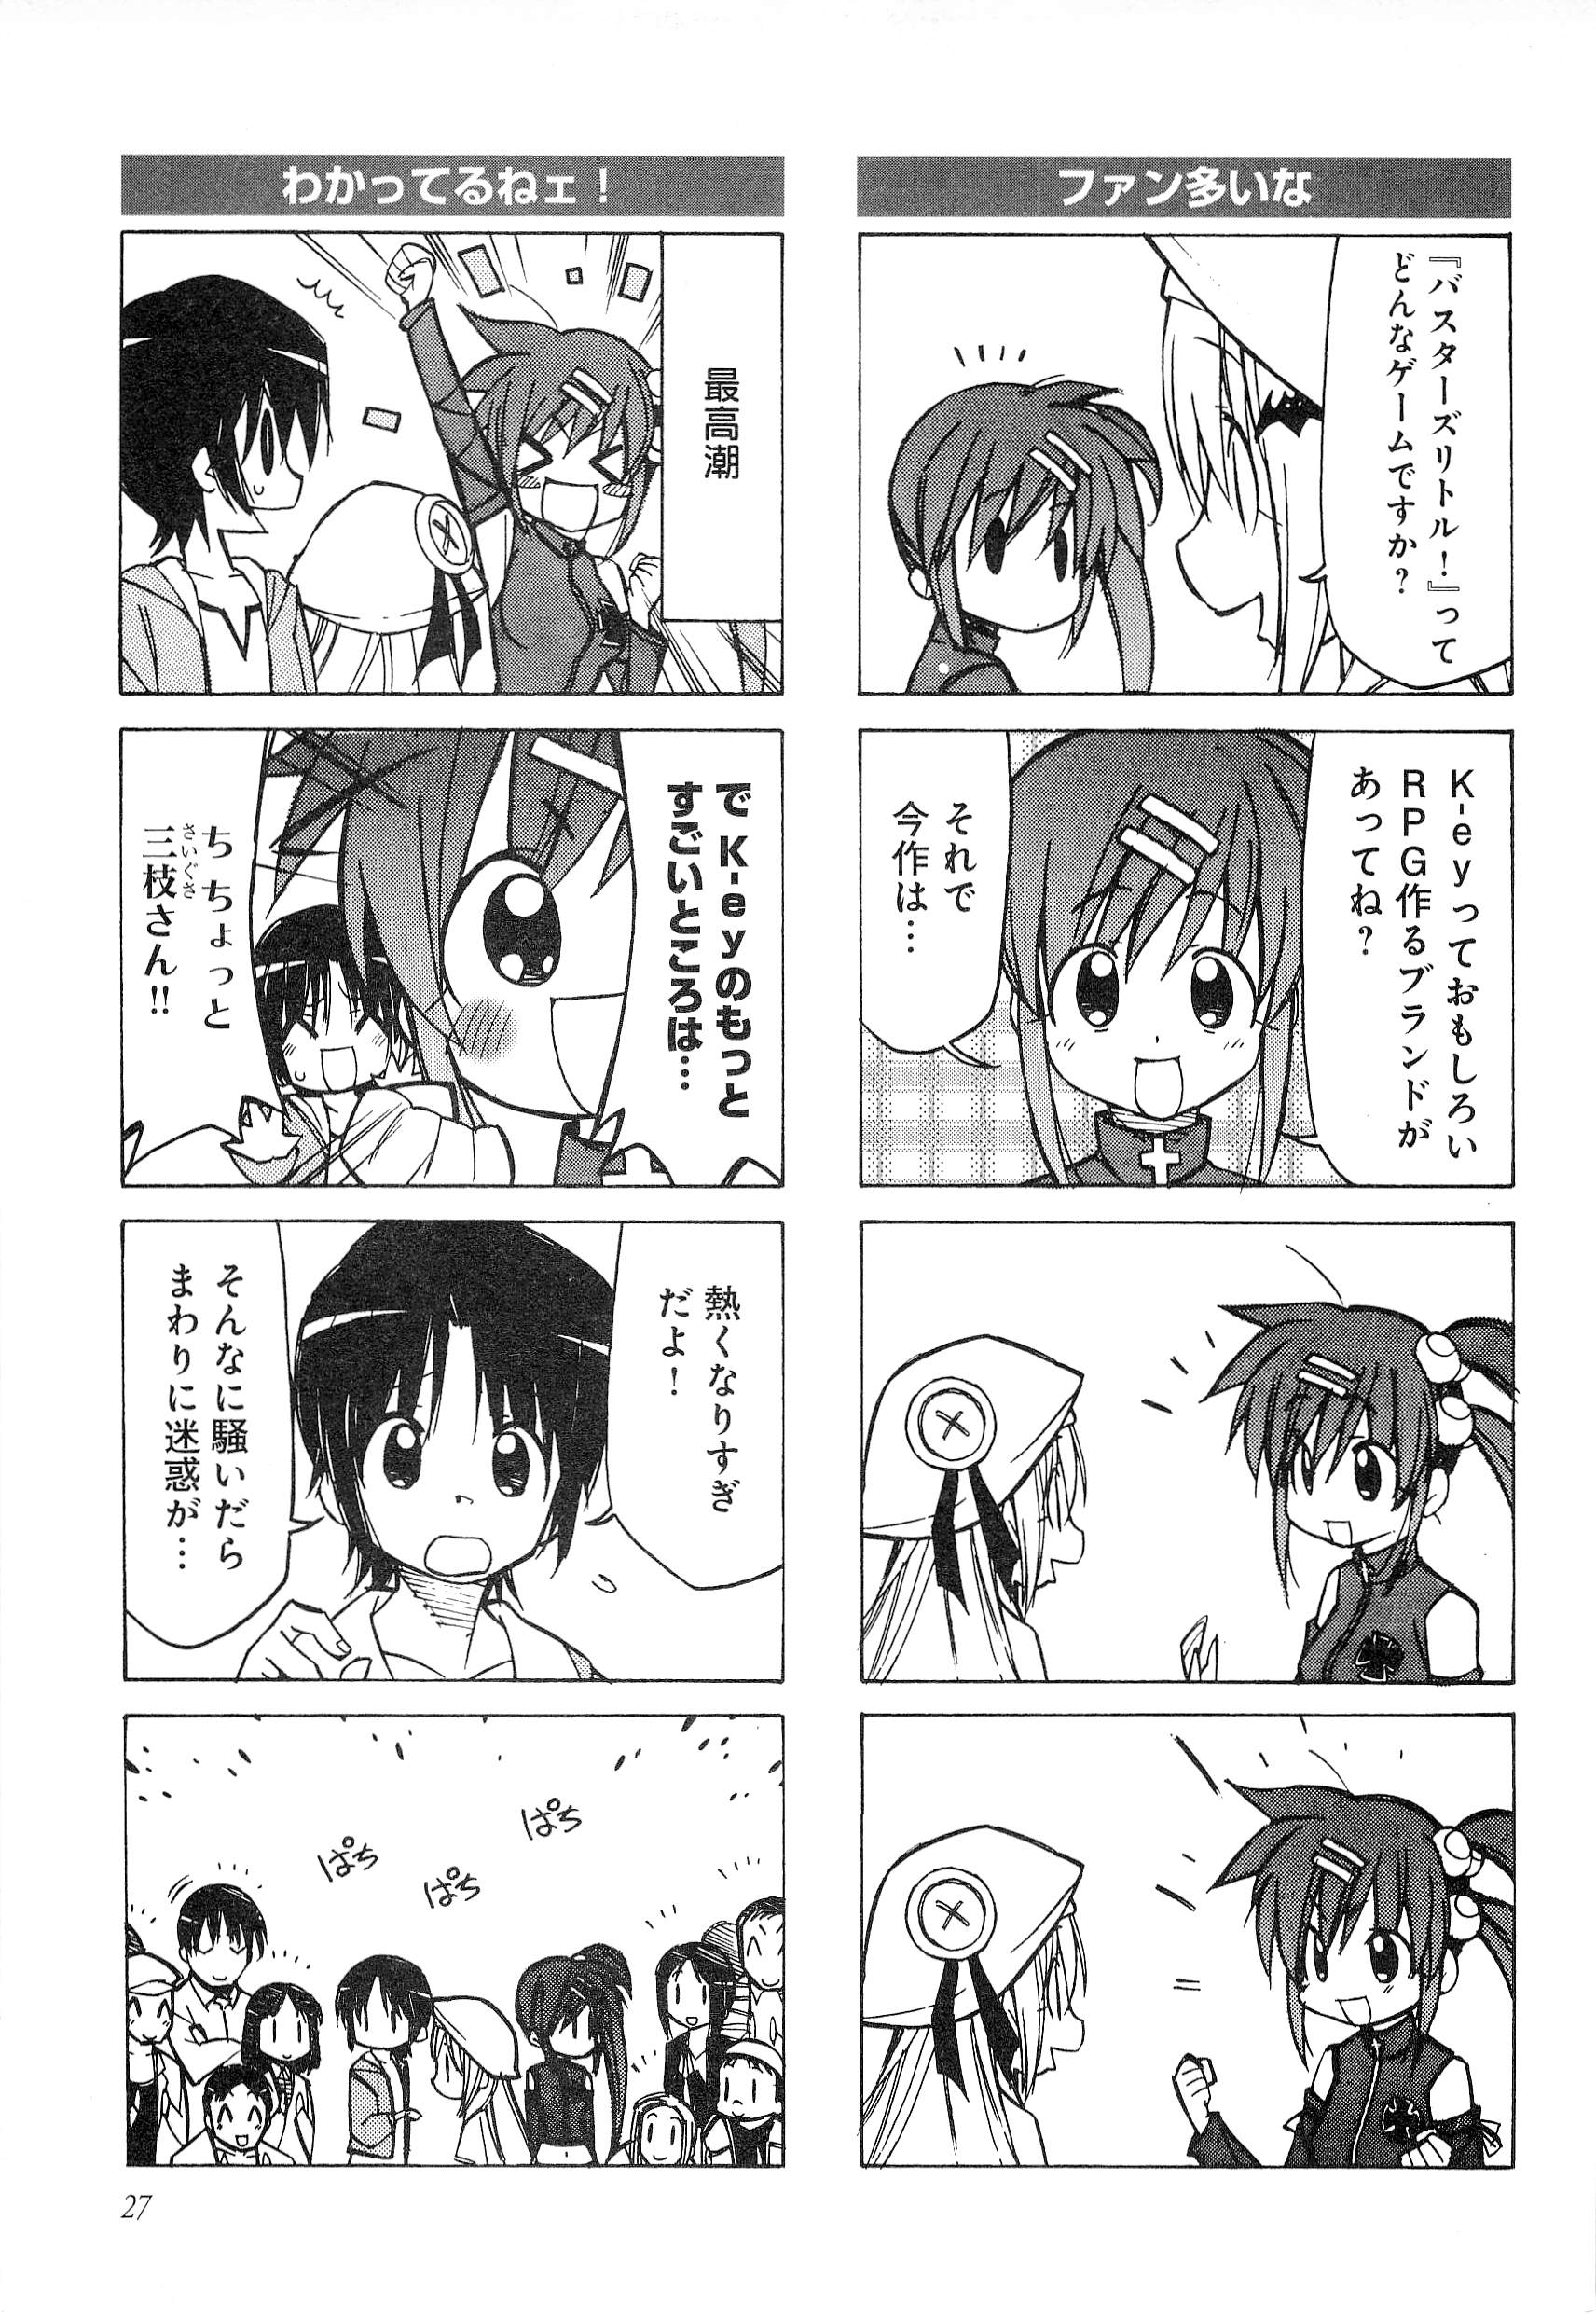 ファン多いな
『バスターズリトル！』って
どんなゲームですか？
K-eyっておもしろい
RPG作るブランドが
あってね？
それで
今作は…
わかってるねェ！
最高潮
でK-eyのもっと
すごいところは…
ちちょっと
三枝さん!!
さいぐさ
熱くなりすぎ
だよ！
そんなに騒いだら
まわりに迷惑が…
ぱち
ぱち
ぱち
27